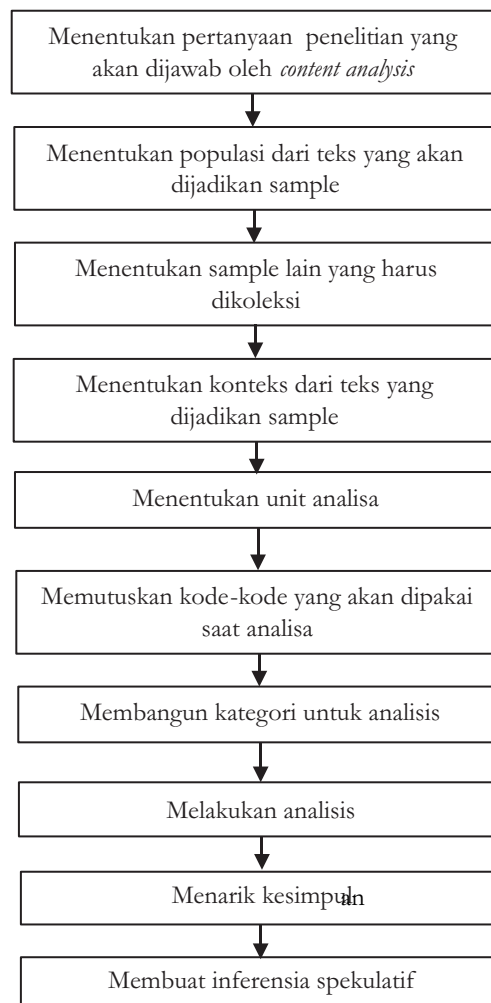 Menentukan pertanyaan penelitian yang
akan dijawab oleh content analysis
Menentukan populasi dari teks yang akan
dijadikan sample
Menentukan sample lain yang harus
dikoleksi
Menentukan konteks dari teks yang
dijadikan sample
Menentukan unit analisa
Memutuskan kode-kode yang akan dipakai
saat analisa
Membangun kategori untuk analisis
Melakukan analisis
Menarik kesimpulan
Membuat inferensia spekulatif